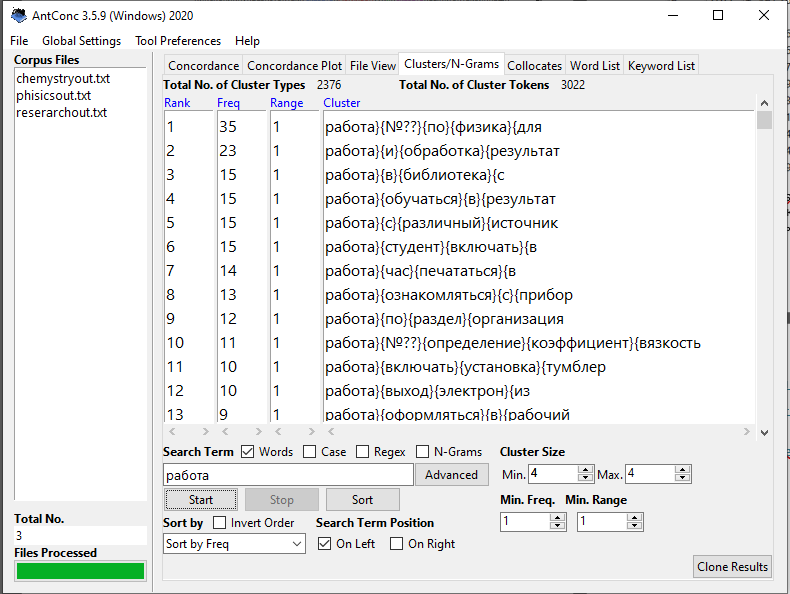 AntConc 3.5.9 (Windows) 2020
File Global Settings Tool Preferences Help
Corpus Files
chemystryout.txt
phisicsout.txt
reserarchout.txt
Total No.
3
Files Processed
Concordance Concordance Plot File View Clusters/N-Grams Collocates Word List Keyword List
Total No. of Cluster Types 2376 Total No. of Cluster Tokens 3022
Rank Freq Range Cluster
1 35 1 работа}{№??}{по}{физика}{для
2 23 1 работа}{и}{обработка}{результат
3 15 1 работа}{в}{библиотека}{с
4 15 1 работа}{обучаться}{в}{результат
5 15 1 работа}{с}{различный}{источник
6 15 1 работа}{студент}{включать}{в
7 14 1 работа}{час}{печататься}{в
8 13 1 работа}{ознакомляться}{с}{прибор
9 12 1 работа}{по}{раздел}{организация
10 11 1 работа}{№??}{определение}{коэффициент}{вязкость
11 10 1 работа}{включать}{установка}{тумблер
12 10 1 работа}{выход}{электрон}{из
13 9 1 работа}{оформляться}{в}{рабочий
Search Term Words Case Regex N-Grams Cluster Size
работа Advanced Min. 4 Max. 4
Start Stop Sort Min. Freq. Min. Range
Sort by Invert Order Search Term Position 1 1
Sort by Freq On Left On Right
Clone Results